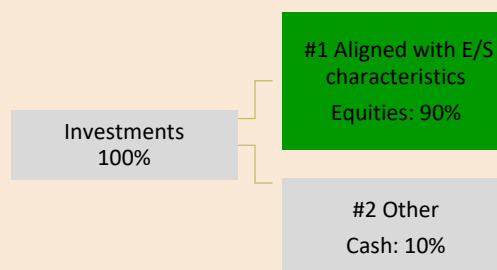 #1 Aligned with E/S
characteristics
Equities: 90%
Investments
100%
#2 Other
Cash: 10%